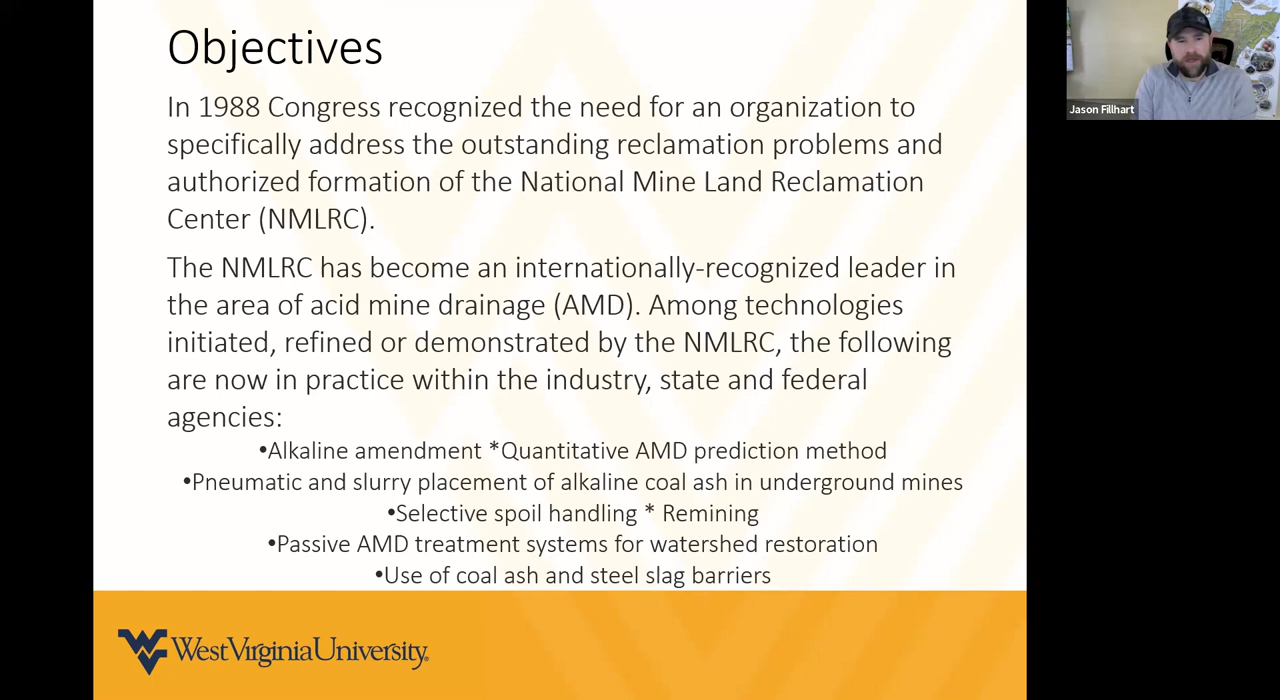 Objectives
In 1988 Congress recognized the need for an organization to
specifically address the outstanding reclamation problems and
authorized formation of the National Mine Land Reclamation
Center (NMLRC).
The NMLRC has become an internationally-recognized leader in
the area of acid mine drainage (AMD). Among technologies
initiated, refined or demonstrated by the NMLRC, the following
are now in practice within the industry, state and federal
agencies:
•Alkaline amendment *Quantitative AMD prediction method
•Pneumatic and slurry placement of alkaline coal ash in underground mines
•Selective spoil handling * Remining
•Passive AMD treatment systems for watershed restoration
•Use of coal ash and steel slag barriers
WestVirginiaUniversity.
Jason Fillhart